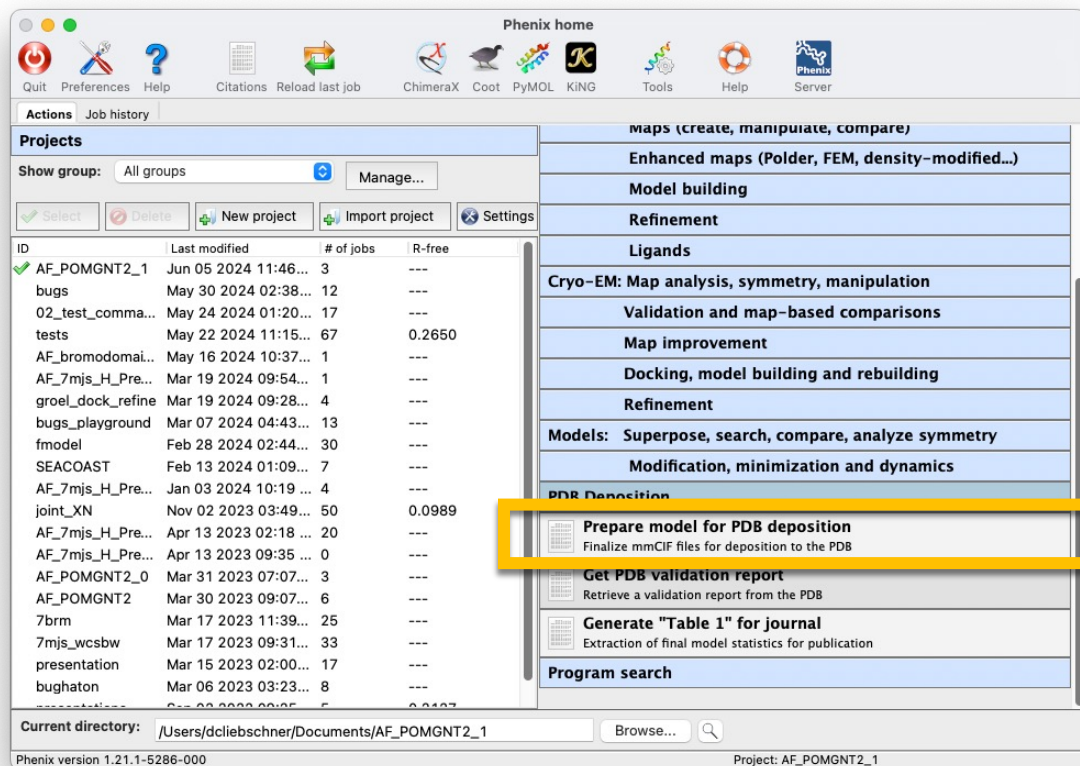 Phenix home
Quit Preferences Help Citations Reload last job ChimeraX Coot PyMOL KiNG Tools Help Server
Phenix
Actions Job history
Projects
Show group: All groups Manage...
Select Delete New project Import project Settings
ID Last modified # of jobs R-free
AF_POMGNT2_1 Jun 05 2024 11:46... 3 ---
bugs May 30 2024 02:38... 12 ---
02_test_comma... May 24 2024 01:20... 17 ---
tests May 22 2024 11:15... 67 0.2650
AF_bromodomai... May 16 2024 10:37... 1 ---
AF_7mjs_H_Pre... Mar 19 2024 09:54... 1 ---
groel_dock_refine Mar 19 2024 09:28... 4 ---
bugs_playground Mar 07 2024 04:43... 13 ---
fmodel Feb 28 2024 02:44... 30 ---
SEACOAST Feb 13 2024 01:09... 7 ---
AF_7mjs_H_Pre... Jan 03 2024 10:19 ... 4 ---
joint_XN Nov 02 2023 03:49... 50 0.0989
AF_7mjs_H_Pre... Apr 13 2023 02:18 ... 20 ---
AF_7mjs_H_Pre... Apr 13 2023 09:35 ... 0 ---
AF_POMGNT2_0 Mar 31 2023 07:07... 3 ---
AF_POMGNT2 Mar 30 2023 09:07... 6 ---
7brm Mar 17 2023 11:39... 25 ---
7mjs_wcsbw Mar 17 2023 09:31... 33 ---
presentation Mar 15 2023 02:00... 17 ---
bughaton Mar 06 2023 03:23... 8 ---
Maps (create, manipulate, compare)
Enhanced maps (Polder, FEM, density-modified...)
Model building
Refinement
Ligands
Cryo-EM: Map analysis, symmetry, manipulation
Validation and map-based comparisons
Map improvement
Docking, model building and rebuilding
Refinement
Models: Superpose, search, compare, analyze symmetry
Modification, minimization and dynamics
PDB Deposition
Prepare model for PDB deposition
Finalize mmCIF files for deposition to the PDB
Get PDB validation report
Retrieve a validation report from the PDB
Generate "Table 1" for journal
Extraction of final model statistics for publication
Program search
Current directory: /Users/dcliebschner/Documents/AF_POMGNT2_1 Browse...
Phenix version 1.21.1-5286-000 Project: AF_POMGNT2_1